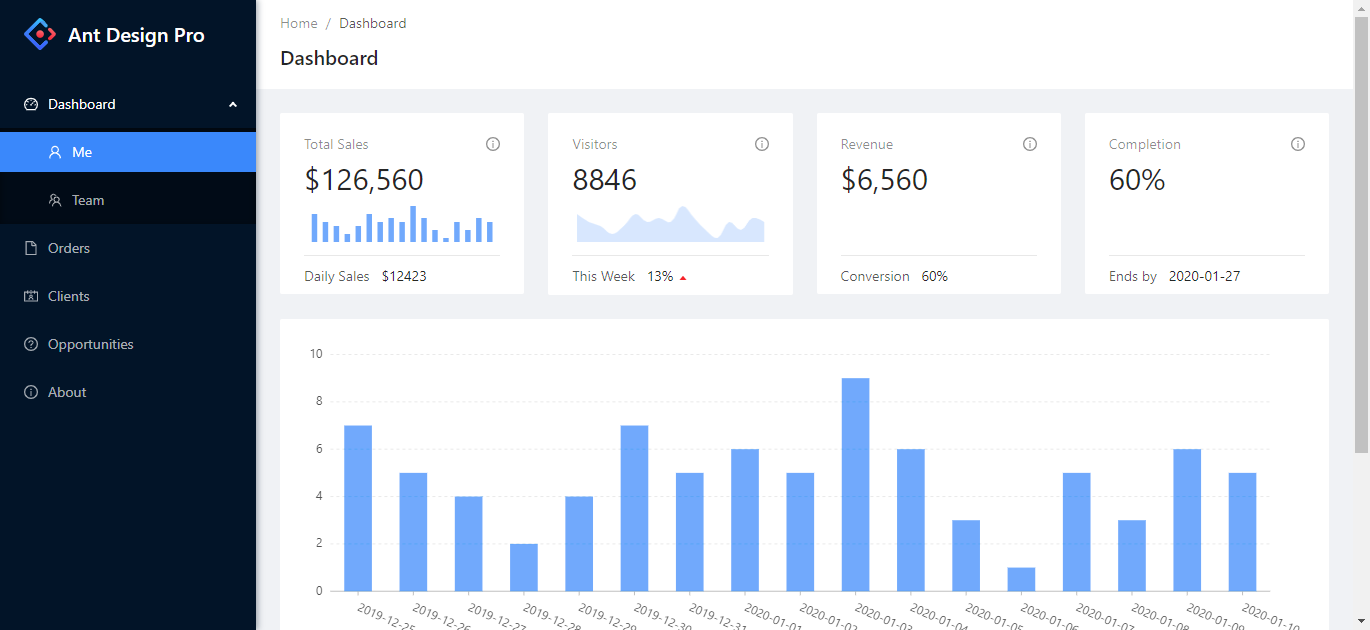 Ant Design Pro
Dashboard
Me
Team
Orders
Clients
Opportunities
About
Home / Dashboard
Dashboard
Total Sales
$126,560
Daily Sales $12423
Visitors
8846
This Week 13%
Revenue
$6,560
Conversion 60%
Completion
60%
Ends by 2020-01-27
10
8
6
4
2
0
2019-12-25
2019-12-26
2019-12-27
2019-12-28
2019-12-29
2019-12-30
2019-12-31
2020-01-01
2020-01-02
2020-01-03
2020-01-04
2020-01-05
2020-01-06
2020-01-07
2020-01-08
2020-01-09
2020-01-10